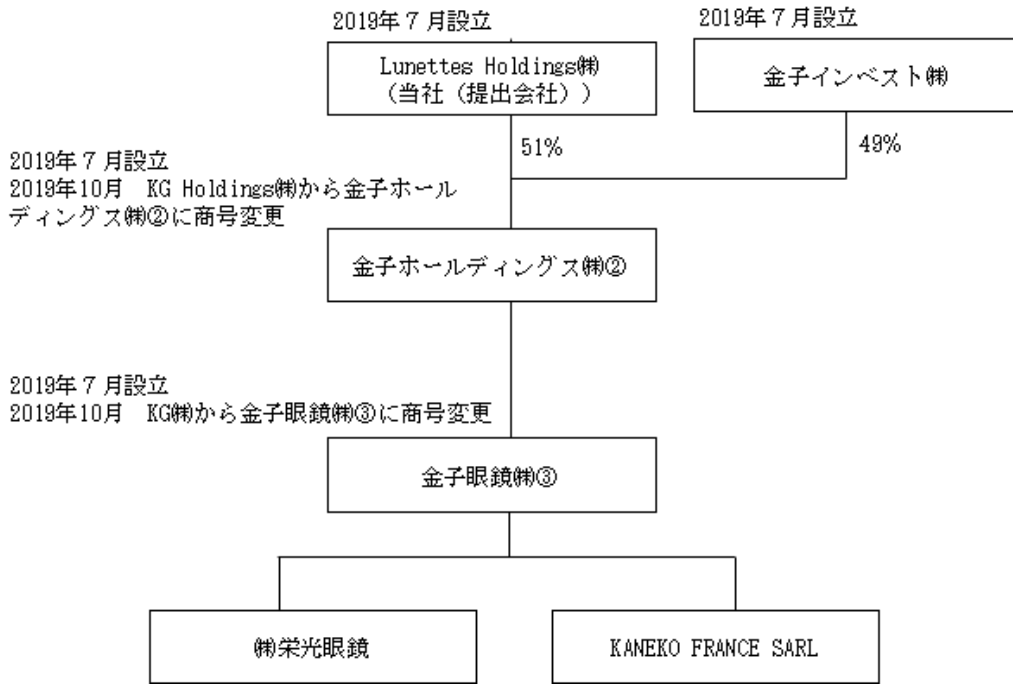 2019年7月設立
2019年7月設立
Lunettes Holdings㈱
(当社(提出会社))
金子インベスト㈱
51%
49%
2019年7月設立
2019年10月 KG Holdings㈱から金子ホール
ディングス㈱②に商号変更
金子ホールディングス㈱②
2019年7月設立
2019年10月 KG㈱から金子眼鏡㈱③に商号変更
金子眼鏡㈱③
㈱栄光眼鏡
KANEKO FRANCE SARL